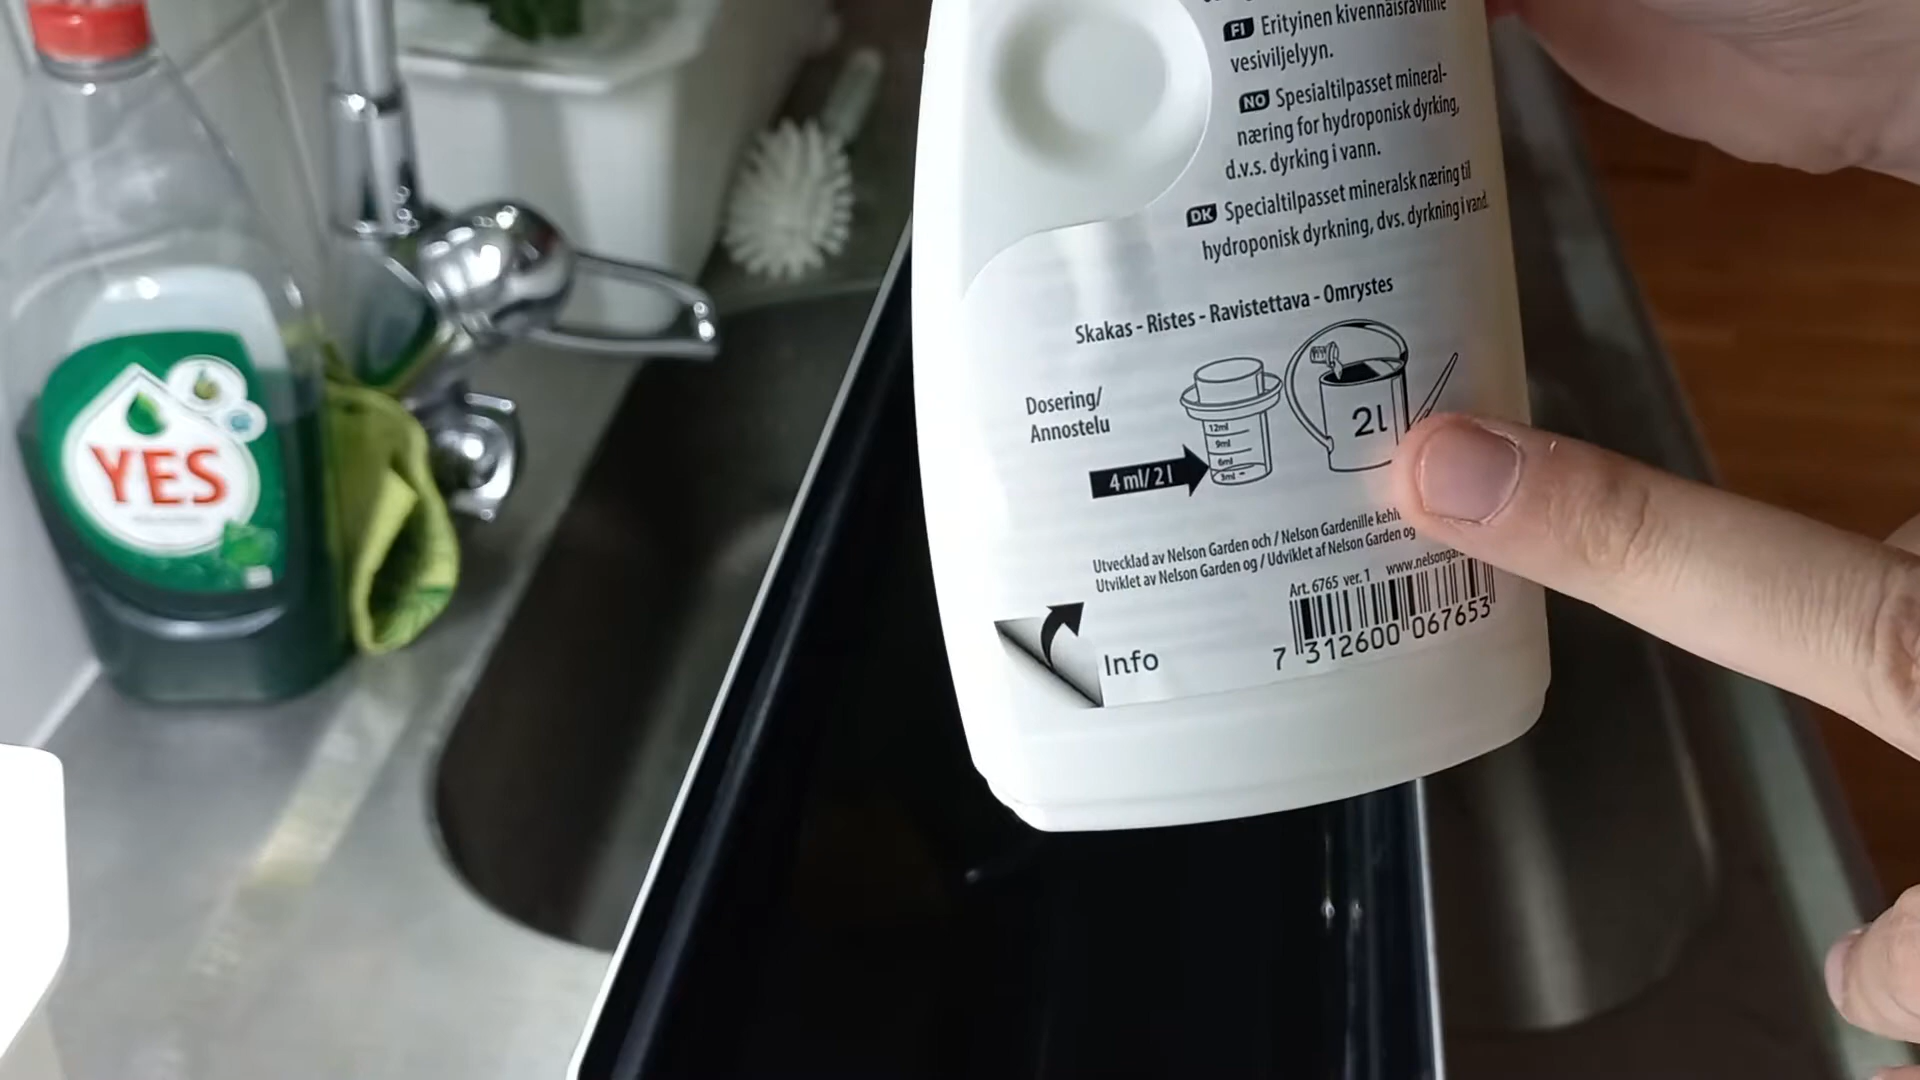 YES
FI Erityinen kivennäisravinne
vesiviljelyyn.
NO Spesialtilpasset mineral-
næring for hydroponisk dyrking,
d.v.s. dyrking i vann.
DK Specialtilpasset mineralsk næring til
hydroponisk dyrkning, dvs. dyrkning i vand.
Skakas - Ristes - Ravistettava - Omrystes
Dosering/
Annostelu
4 ml/2 l
12ml
9ml
6ml
3ml
2l
Utvecklad av Nelson Garden och / Nelson Gardenille
Utviklet av Nelson Garden og / Udviklet af Nelson Garden og
Art. 6765 ver. 1
7 312600 067653
Info